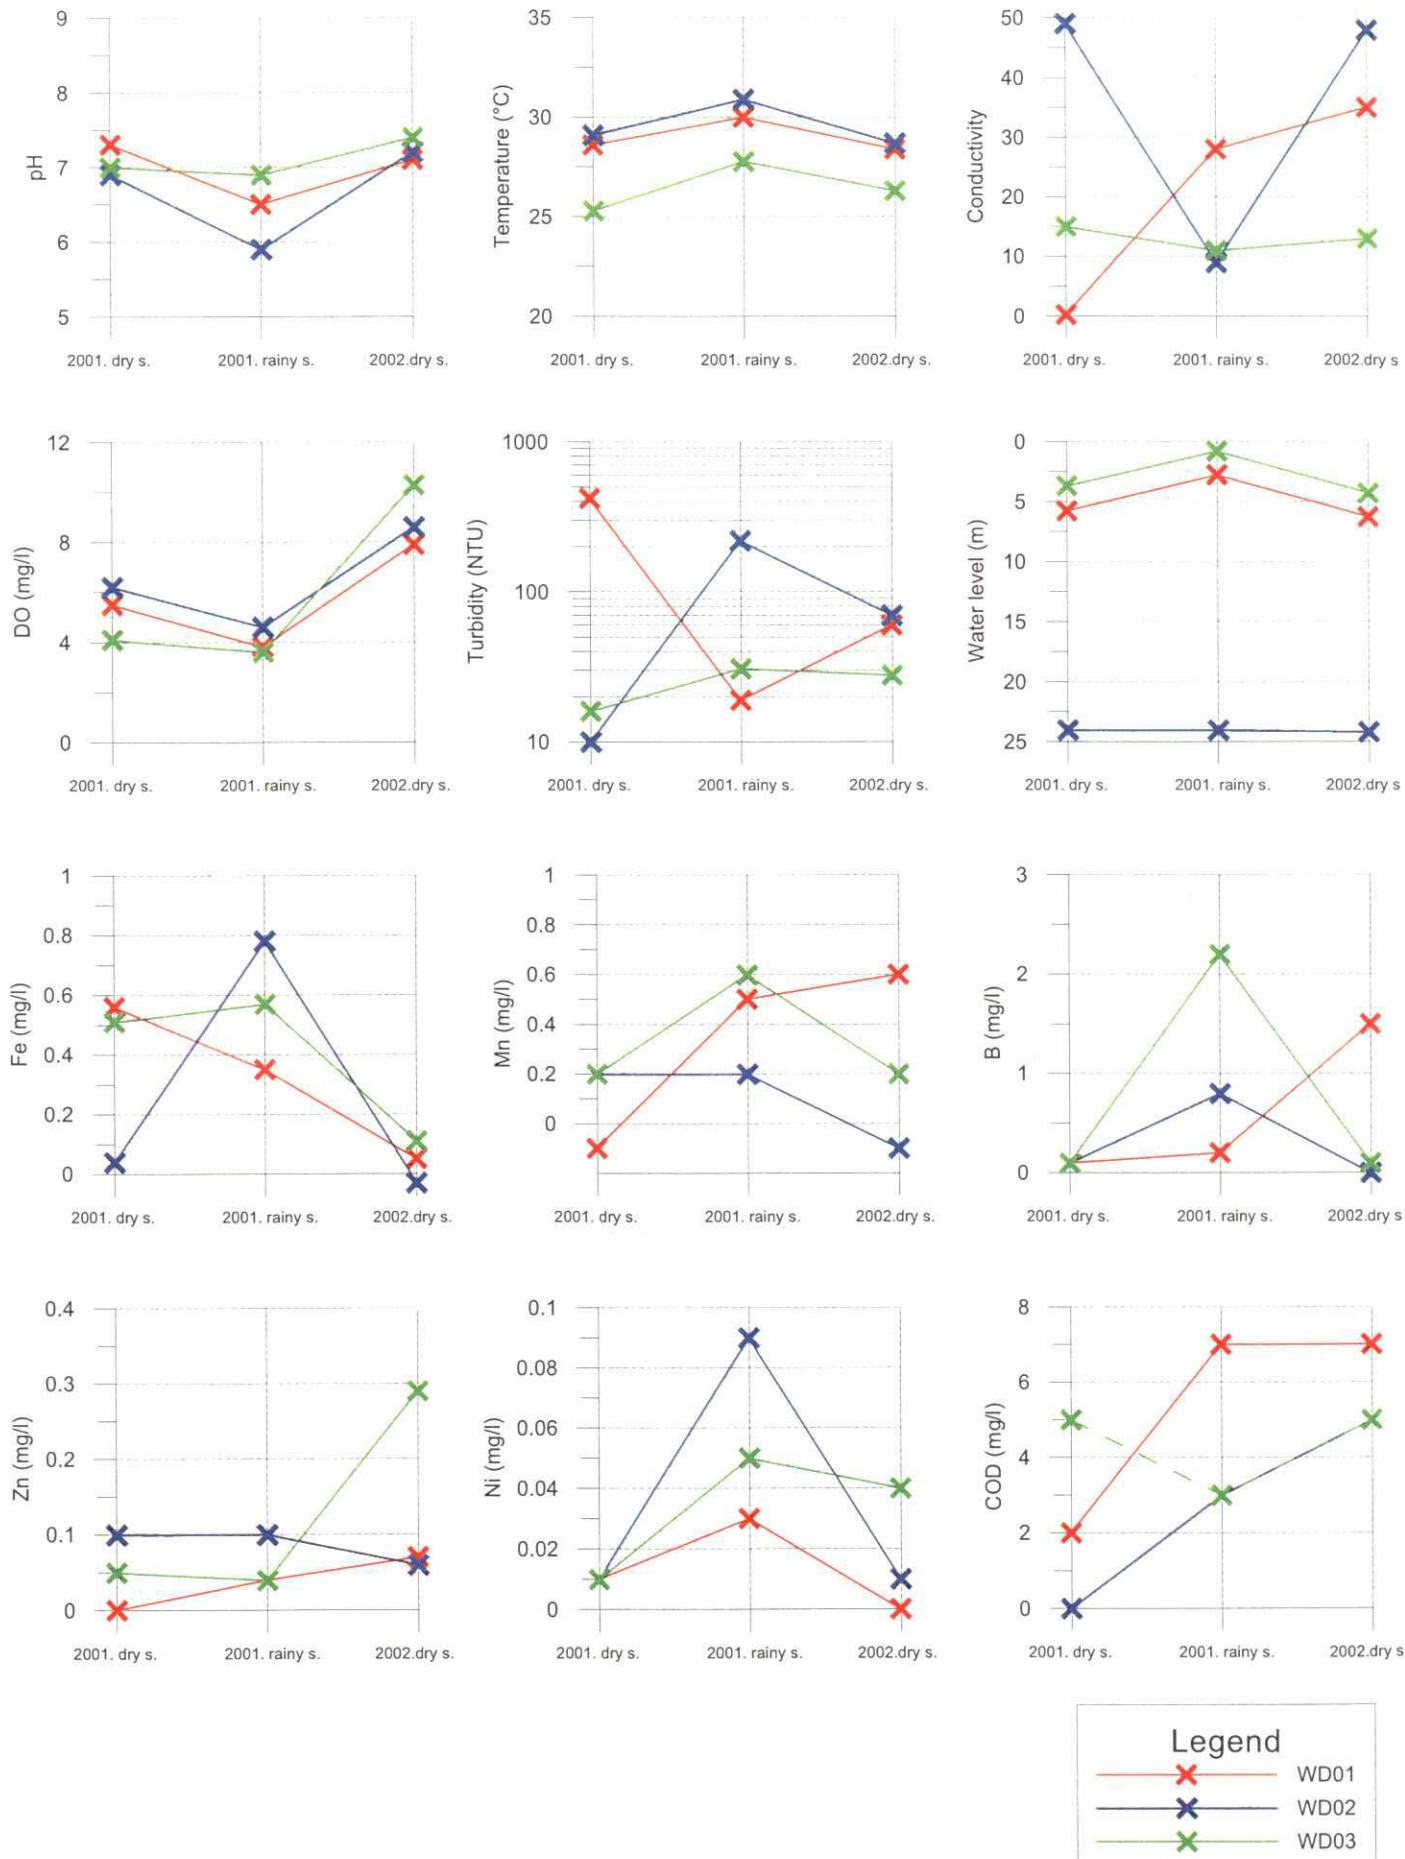 pH
9
8
7
6
5
2001. dry s. 2001. rainy s. 2002.dry s.
Temperature (°C)
35
30
25
20
2001. dry s. 2001. rainy s. 2002.dry s.
Conductivity
50
40
30
20
10
0
2001. dry s. 2001. rainy s. 2002.dry s
DO (mg/l)
12
8
4
0
2001. dry s. 2001. rainy s. 2002.dry s.
Turbidity (NTU)
1000
100
10
2001. dry s. 2001. rainy s. 2002.dry s.
Water level (m)
0
5
10
15
20
25
2001. dry s. 2001. rainy s. 2002.dry s
Fe (mg/l)
1
0.8
0.6
0.4
0.2
0
2001. dry s. 2001. rainy s. 2002.dry s.
Mn (mg/l)
1
0.8
0.6
0.4
0.2
0
2001. dry s. 2001. rainy s. 2002.dry s.
B (mg/l)
3
2
1
0
2001. dry s. 2001. rainy s. 2002.dry s
Zn (mg/l)
0.4
0.3
0.2
0.1
0
2001. dry s. 2001. rainy s. 2002.dry s.
Ni (mg/l)
0.1
0.08
0.06
0.04
0.02
0
2001. dry s. 2001. rainy s. 2002.dry s.
COD (mg/l)
8
6
4
2
0
2001. dry s. 2001. rainy s. 2002.dry s
Legend
WD01
WD02
WD03